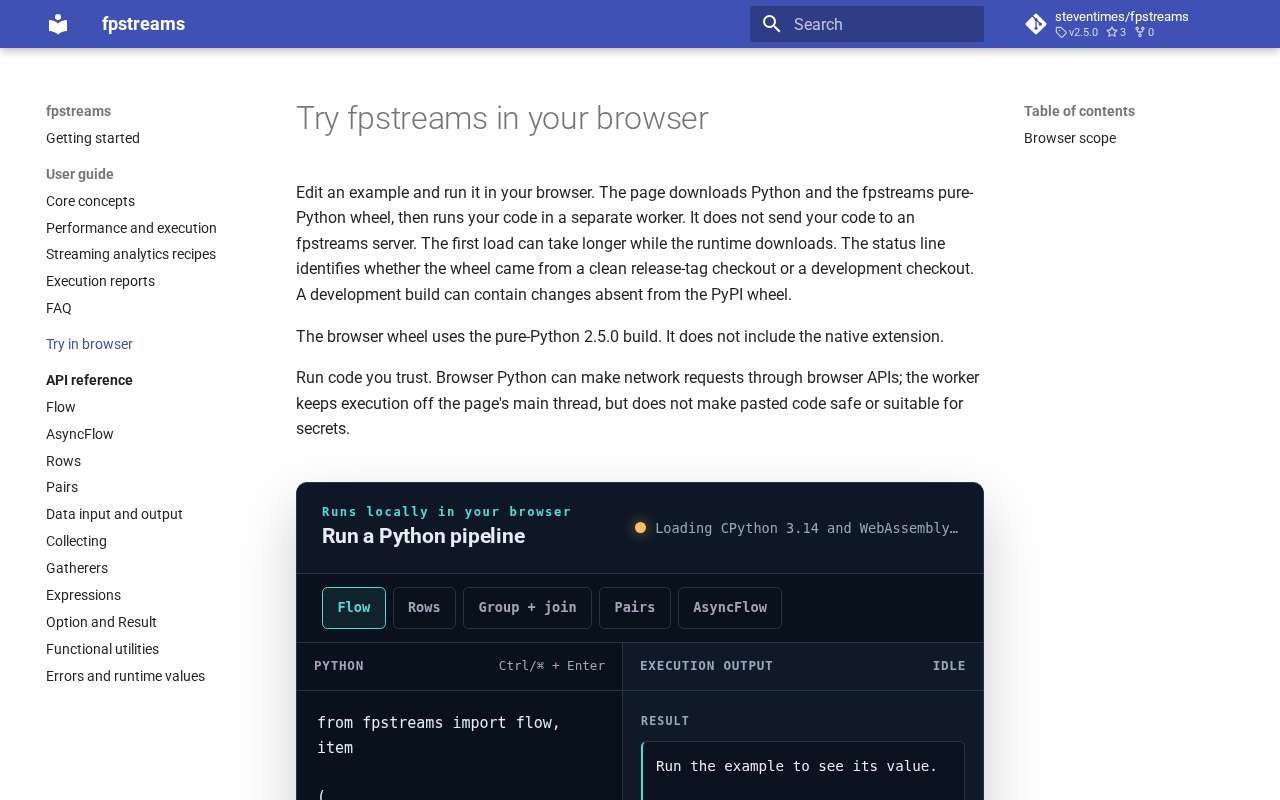 fpstreams
Search
steventimes/fpstreams
v2.5.0 3 0
fpstreams
Getting started
User guide
Core concepts
Performance and execution
Streaming analytics recipes
Execution reports
FAQ
Try in browser
API reference
Flow
AsyncFlow
Rows
Pairs
Data input and output
Collecting
Gatherers
Expressions
Option and Result
Functional utilities
Errors and runtime values
Try fpstreams in your browser
Edit an example and run it in your browser. The page downloads Python and the fpstreams pure-
Python wheel, then runs your code in a separate worker. It does not send your code to an
fpstreams server. The first load can take longer while the runtime downloads. The status line
identifies whether the wheel came from a clean release-tag checkout or a development checkout.
A development build can contain changes absent from the PyPI wheel.
The browser wheel uses the pure-Python 2.5.0 build. It does not include the native extension.
Run code you trust. Browser Python can make network requests through browser APIs; the worker
keeps execution off the page's main thread, but does not make pasted code safe or suitable for
secrets.
Runs locally in your browser
Run a Python pipeline
Loading CPython 3.14 and WebAssembly…
Flow Rows Group + join Pairs AsyncFlow
PYTHON Ctrl/⌘ + Enter
from fpstreams import flow,
item
(
EXECUTION OUTPUT IDLE
RESULT
Run the example to see its value.
Table of contents
Browser scope